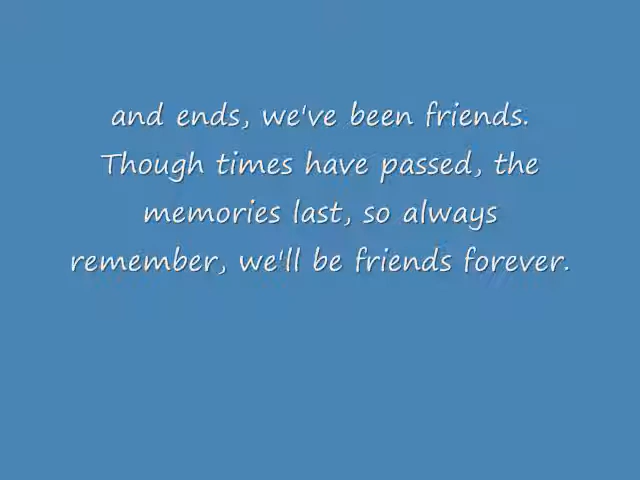 and ends, we've been friends.
Though times have passed, the
memories last, so always
remember, we'll be friends forever.